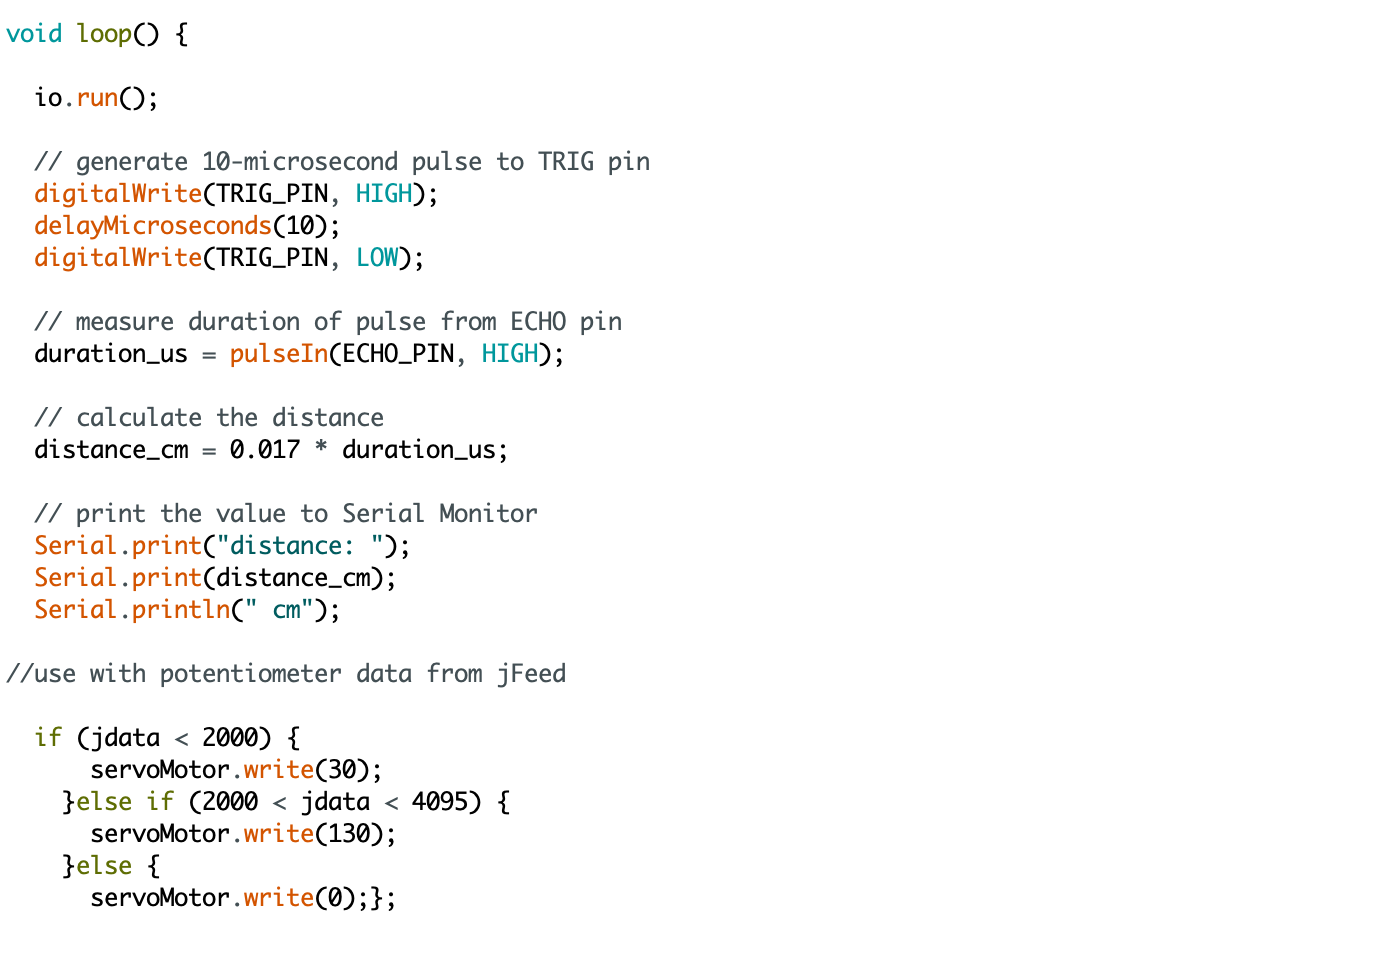 void loop() {
io.run();
// generate 10-microsecond pulse to TRIG pin
digitalWrite(TRIG_PIN, HIGH);
delayMicroseconds(10);
digitalWrite(TRIG_PIN, LOW);
// measure duration of pulse from ECHO pin
duration_us = pulseIn(ECHO_PIN, HIGH);
// calculate the distance
distance_cm = 0.017 * duration_us;
// print the value to Serial Monitor
Serial.print("distance: ");
Serial.print(distance_cm);
Serial.println(" cm");
//use with potentiometer data from jFeed
if (jdata < 2000) {
servoMotor.write(30);
}else if (2000 < jdata < 4095) {
servoMotor.write(130);
}else {
servoMotor.write(0);};